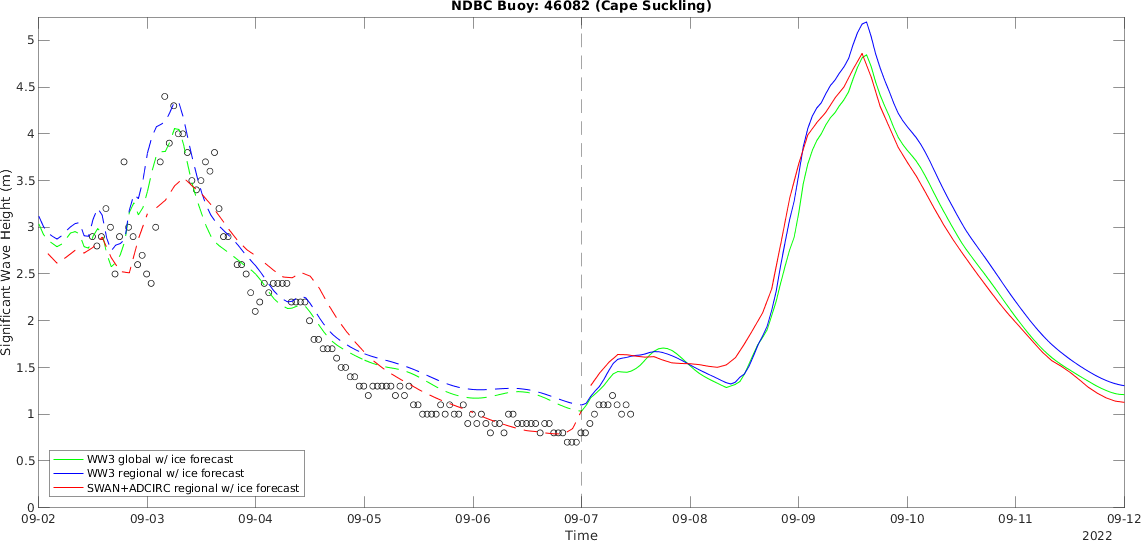 NDBC Buoy: 46082 (Cape Suckling)
Significant Wave Height (m)
5
4.5
4
3.5
3
2.5
2
1.5
1
0.5
0
WW3 global w/ ice forecast
WW3 regional w/ ice forecast
SWAN+ADCIRC regional w/ ice forecast
09-02 09-03 09-04 09-05 09-06 09-07 09-08 09-09 09-10 09-11 09-12
Time
2022